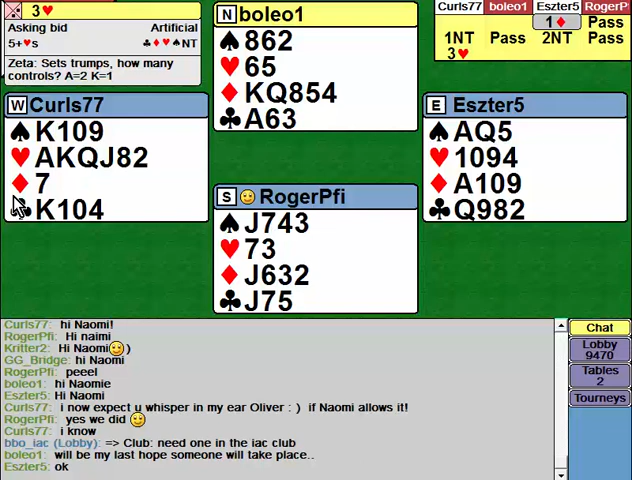 3♥
Asking bid Artificial
5+♥s ♣♦♥♠NT
Zeta: Sets trumps, how many
controls? A=2 K=1
N boleo1
♠862
♥65
♦KQ854
♣A63
Curls77 boleo1 Eszter5 RogerP
1♦ Pass
1NT Pass 2NT Pass
3♥
W Curls77
♠K109
♥AKQJ82
♦7
♣K104
E Eszter5
♠AQ5
♥1094
♦A109
♣Q982
S RogerPfi
♠J743
♥73
♦J632
♣J75
Curls77: hi Naomi!
RogerPfi: Hi naimi
Kritter2: Hi Naomi )
GG_Bridge: hi Naomi
RogerPfi: peeel
boleo1: hi Naomie
Eszter5: Hi Naomi
Curls77: i now expect u whisper in my ear Oliver : ) if Naomi allows it!
RogerPfi: yes we did
Curls77: i know
bbo_iac (Lobby): => Club: need one in the iac club
boleo1: will be my last hope someone will take place..
Eszter5: ok
Chat
Lobby
9470
Tables
2
Tourneys